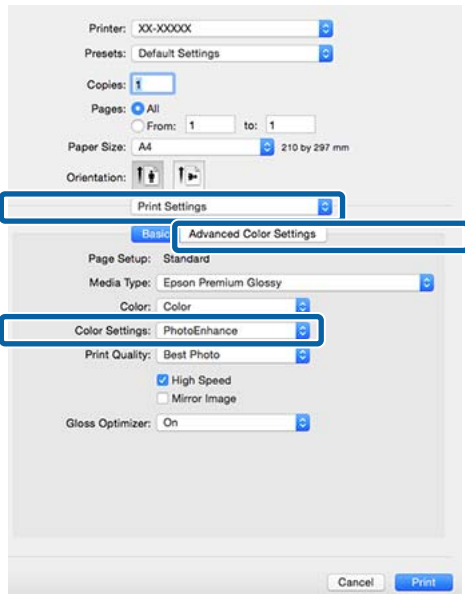 Printer: XX-XXXXX
Presets: Default Settings
Copies: 1
Pages: All
From: 1 to: 1
Paper Size: A4 210 by 297 mm
Orientation:
Print Settings
Basic Advanced Color Settings
Page Setup: Standard
Media Type: Epson Premium Glossy
Color: Color
Color Settings: PhotoEnhance
Print Quality: Best Photo
High Speed
Mirror Image
Gloss Optimizer: On
Cancel Print